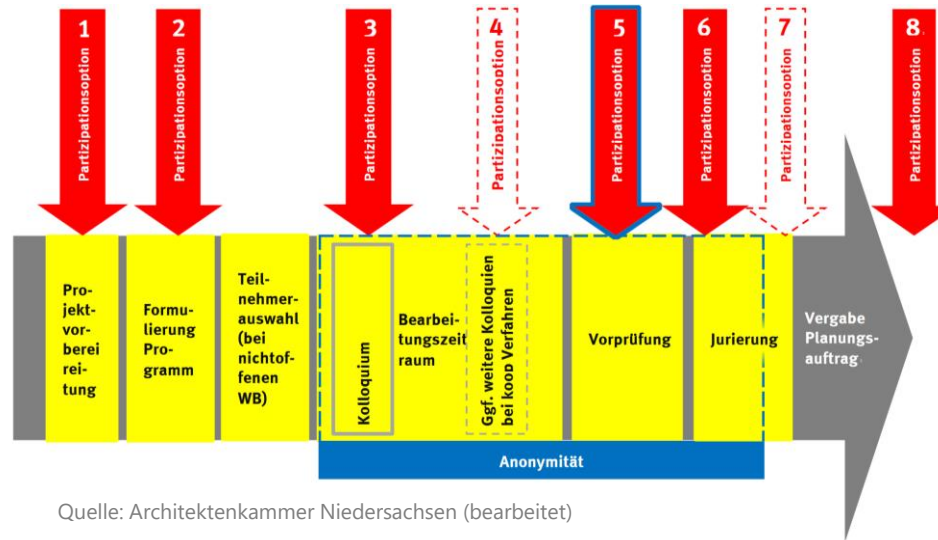 1
Partizipationsoption
2
Partizipationsoption
3
Partizipationsoption
4
Partizipationsoption
5
Partizipationsoption
6
Partizipationsoption
7
Partizipationsoption
8
Partizipationsoption
Pro-
jekt-
vor-
berei
rei-
tung
Formu-
lierung
Pro-
gramm
Teil-
nehmer-
auswahl
(bei
nichtof-
fenen
WB)
Kolloquium
Bearbei-
tungszeit
raum
Ggf. weitere Kolloquien
bei koop Verfahren
Vorprüfung
Jurierung
Vergabe
Planungs-
auftrag
Anonymität
Quelle: Architektenkammer Niedersachsen (bearbeitet)